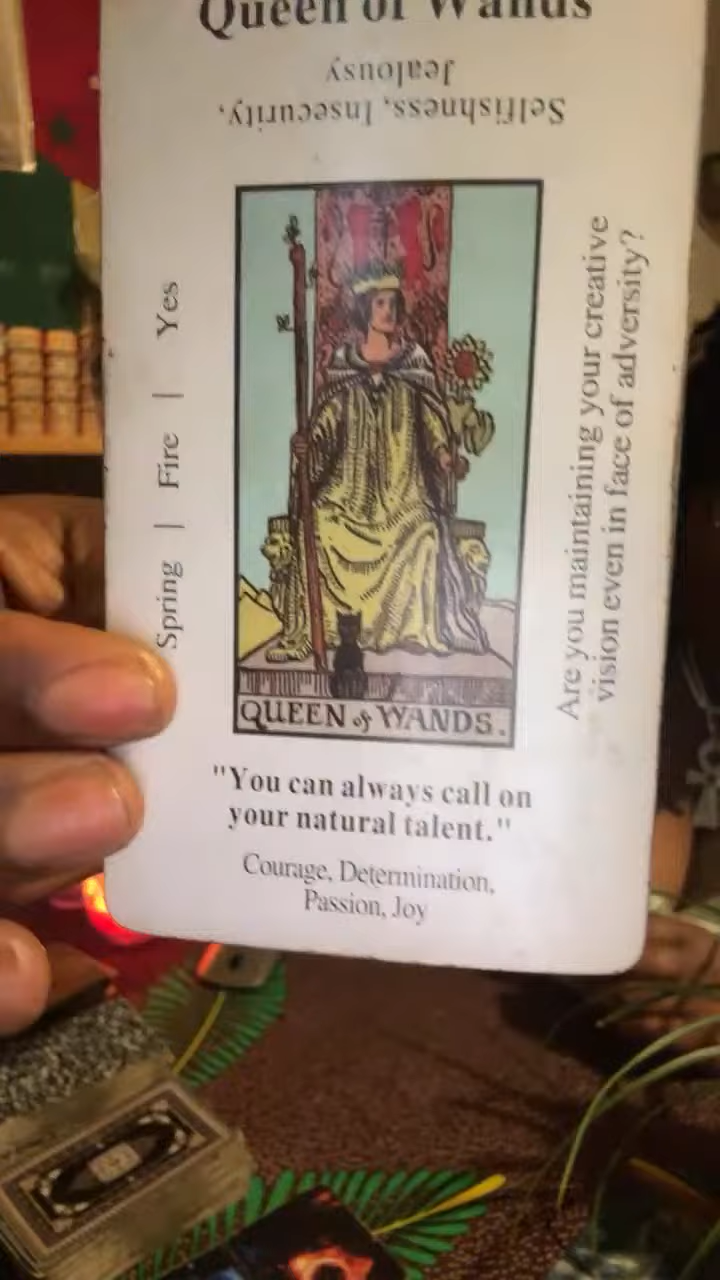 Queen of Wands
Selfishness, Insecurity,
Jealousy
Spring | Fire | Yes
Are you maintaining your creative
vision even in face of adversity?
QUEEN of WANDS.
"You can always call on
your natural talent."
Courage, Determination,
Passion, Joy